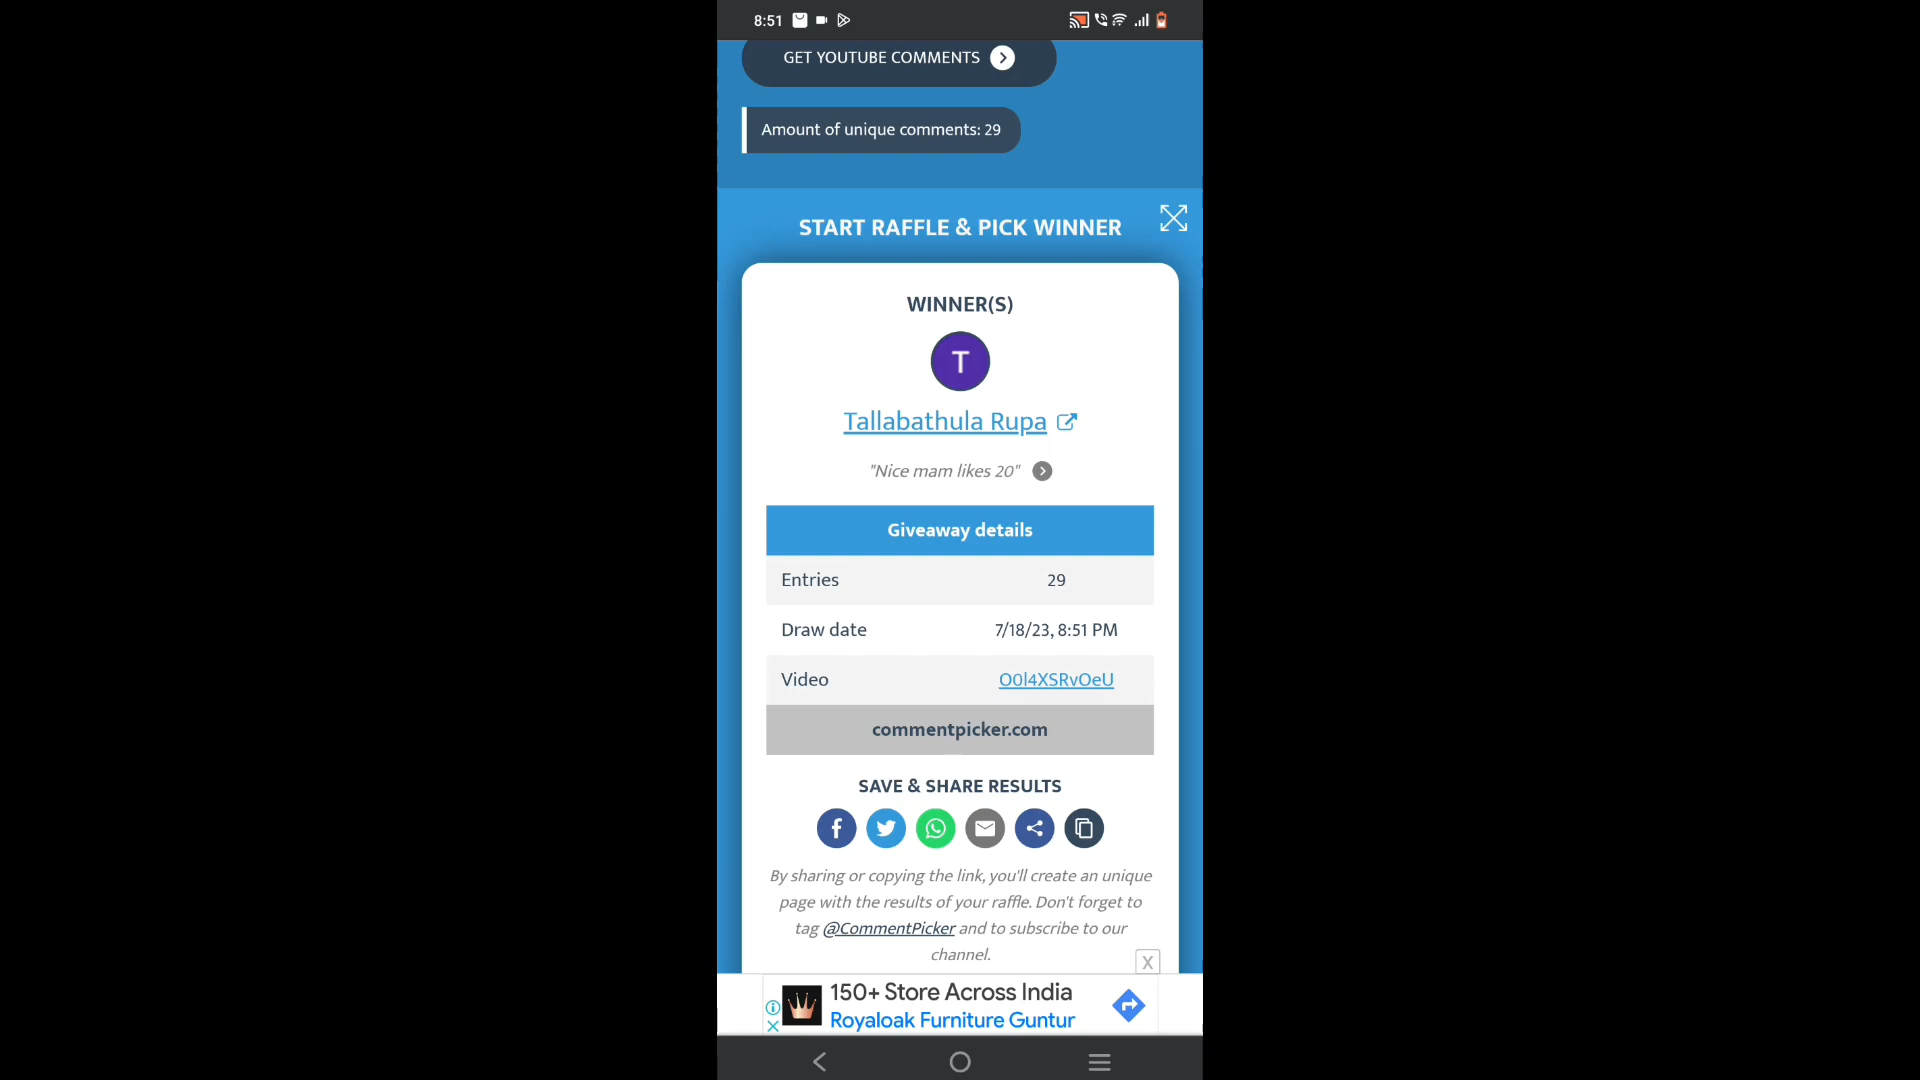 8:51
GET YOUTUBE COMMENTS
Amount of unique comments: 29
START RAFFLE & PICK WINNER
WINNER(S)
T
Tallabathula Rupa
"Nice mam likes 20"
Giveaway details
Entries 29
Draw date 7/18/23, 8:51 PM
Video O0l4XSRvOeU
commentpicker.com
SAVE & SHARE RESULTS
By sharing or copying the link, you'll create an unique
page with the results of your raffle. Don't forget to
tag @CommentPicker and to subscribe to our
channel.
X
150+ Store Across India
Royaloak Furniture Guntur